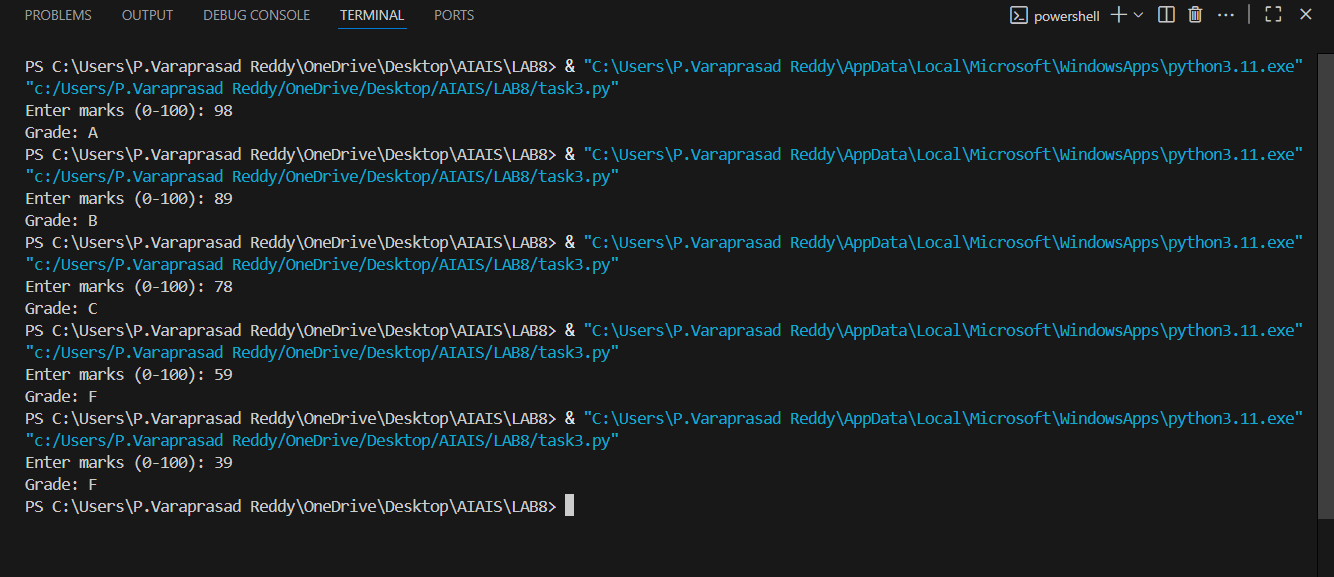 PROBLEMS OUTPUT DEBUG CONSOLE TERMINAL PORTS powershell
PS C:\Users\P.Varaprasad Reddy\OneDrive\Desktop\AIAIS\LAB8> & "C:\Users\P.Varaprasad Reddy\AppData\Local\Microsoft\WindowsApps\python3.11.exe"
"c:/Users/P.Varaprasad Reddy/OneDrive/Desktop/AIAIS/LAB8/task3.py"
Enter marks (0-100): 98
Grade: A
PS C:\Users\P.Varaprasad Reddy\OneDrive\Desktop\AIAIS\LAB8> & "C:\Users\P.Varaprasad Reddy\AppData\Local\Microsoft\WindowsApps\python3.11.exe"
"c:/Users/P.Varaprasad Reddy/OneDrive/Desktop/AIAIS/LAB8/task3.py"
Enter marks (0-100): 89
Grade: B
PS C:\Users\P.Varaprasad Reddy\OneDrive\Desktop\AIAIS\LAB8> & "C:\Users\P.Varaprasad Reddy\AppData\Local\Microsoft\WindowsApps\python3.11.exe"
"c:/Users/P.Varaprasad Reddy/OneDrive/Desktop/AIAIS/LAB8/task3.py"
Enter marks (0-100): 78
Grade: C
PS C:\Users\P.Varaprasad Reddy\OneDrive\Desktop\AIAIS\LAB8> & "C:\Users\P.Varaprasad Reddy\AppData\Local\Microsoft\WindowsApps\python3.11.exe"
"c:/Users/P.Varaprasad Reddy/OneDrive/Desktop/AIAIS/LAB8/task3.py"
Enter marks (0-100): 59
Grade: F
PS C:\Users\P.Varaprasad Reddy\OneDrive\Desktop\AIAIS\LAB8> & "C:\Users\P.Varaprasad Reddy\AppData\Local\Microsoft\WindowsApps\python3.11.exe"
"c:/Users/P.Varaprasad Reddy/OneDrive/Desktop/AIAIS/LAB8/task3.py"
Enter marks (0-100): 39
Grade: F
PS C:\Users\P.Varaprasad Reddy\OneDrive\Desktop\AIAIS\LAB8>